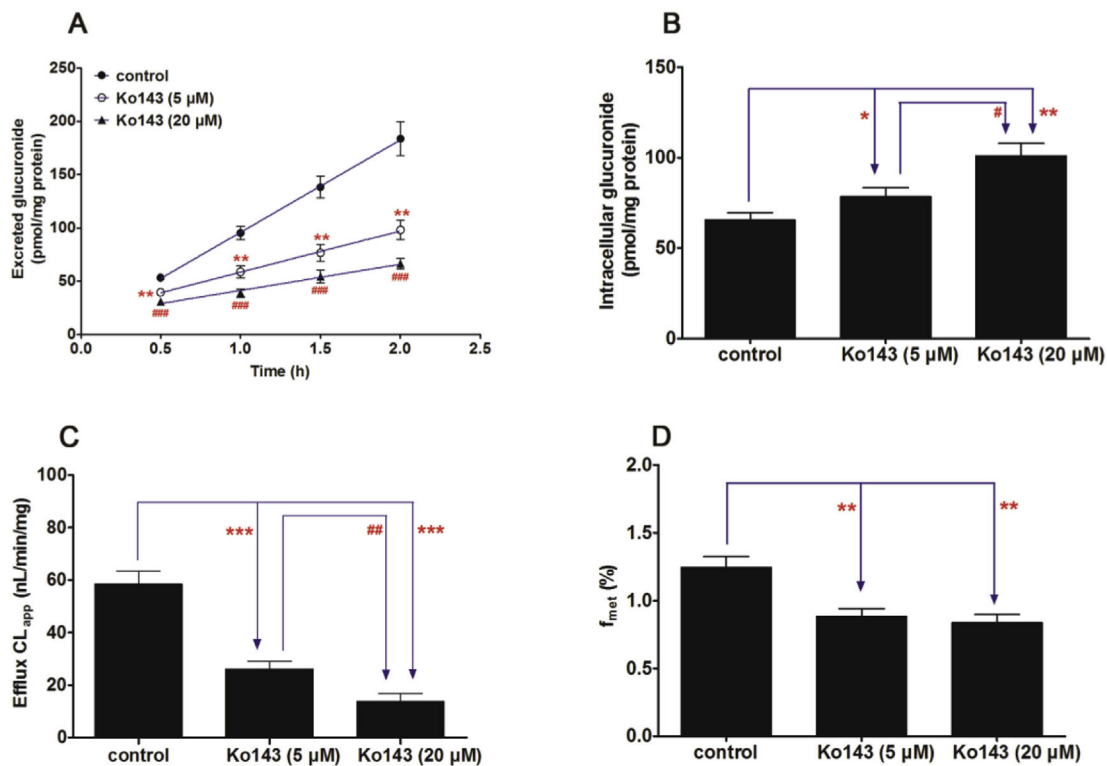 A
Excreted glucuronide
(pmol/mg protein)
250
200
150
100
50
0
control
Ko143 (5 μM)
Ko143 (20 μM)
**
**
**
**
###
###
###
###
0.0 0.5 1.0 1.5 2.0 2.5
Time (h)
B
Intracellular glucuronide
(pmol/mg protein)
150
100
50
0
*
#
**
control Ko143 (5 μM) Ko143 (20 μM)
C
Efflux CLapp (nL/min/mg)
100
80
60
40
20
0
***
##
***
control Ko143 (5 μM) Ko143 (20 μM)
D
fmet (%)
2.0
1.5
1.0
0.5
0.0
**
**
control Ko143 (5 μM) Ko143 (20 μM)